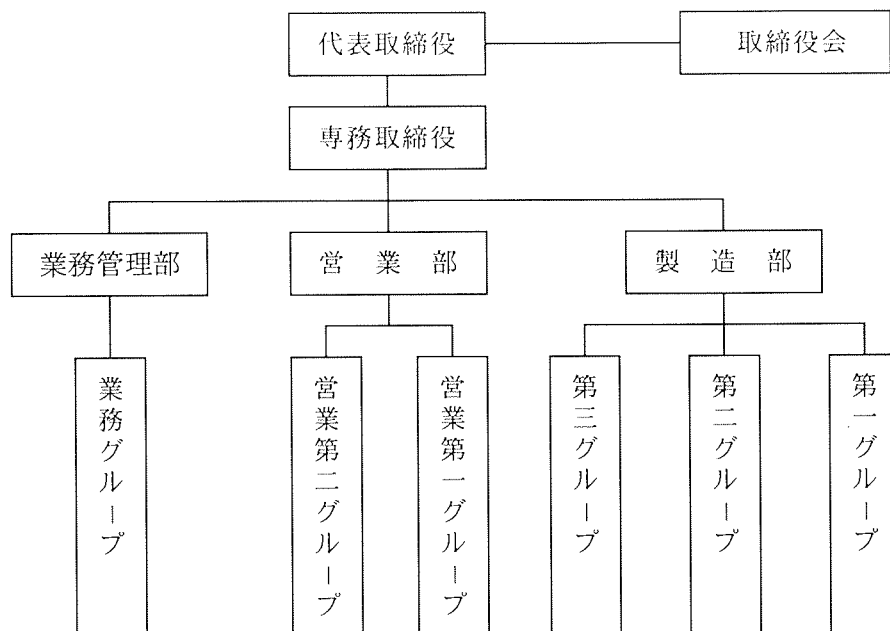 代表取締役
取締役会
専務取締役
業務管理部
営業部
製造部
業務グループ
営業第二グループ
営業第一グループ
第三グループ
第二グループ
第一グループ